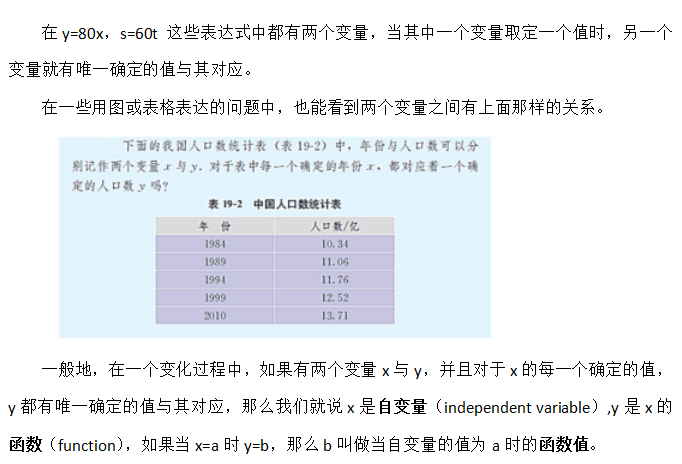 在 y=80x，s=60t 这些表达式中都有两个变量，当其中一个变量取定一个值时，另一个
变量就有唯一确定的值与其对应。
在一些用图或表格表达的问题中，也能看到两个变量之间有上面那样的关系。
下面的我国人口数统计表（表 19-2）中，年份与人口数可以分
别记作两个变量 x 与 y. 对于表中每一个确定的年份 x，都对应着一个确
定的人口数 y 吗?
表 19-2 中国人口数统计表
年 份 人口数/亿
1984 10.34
1989 11.06
1994 11.76
1999 12.52
2010 13.71
一般地，在一个变化过程中，如果有两个变量 x 与 y，并且对于 x 的每一个确定的值，
y 都有唯一确定的值与其对应，那么我们就说 x 是自变量（independent variable）,y 是 x 的
函数（function），如果当 x=a 时 y=b，那么 b 叫做当自变量的值为 a 时的函数值。